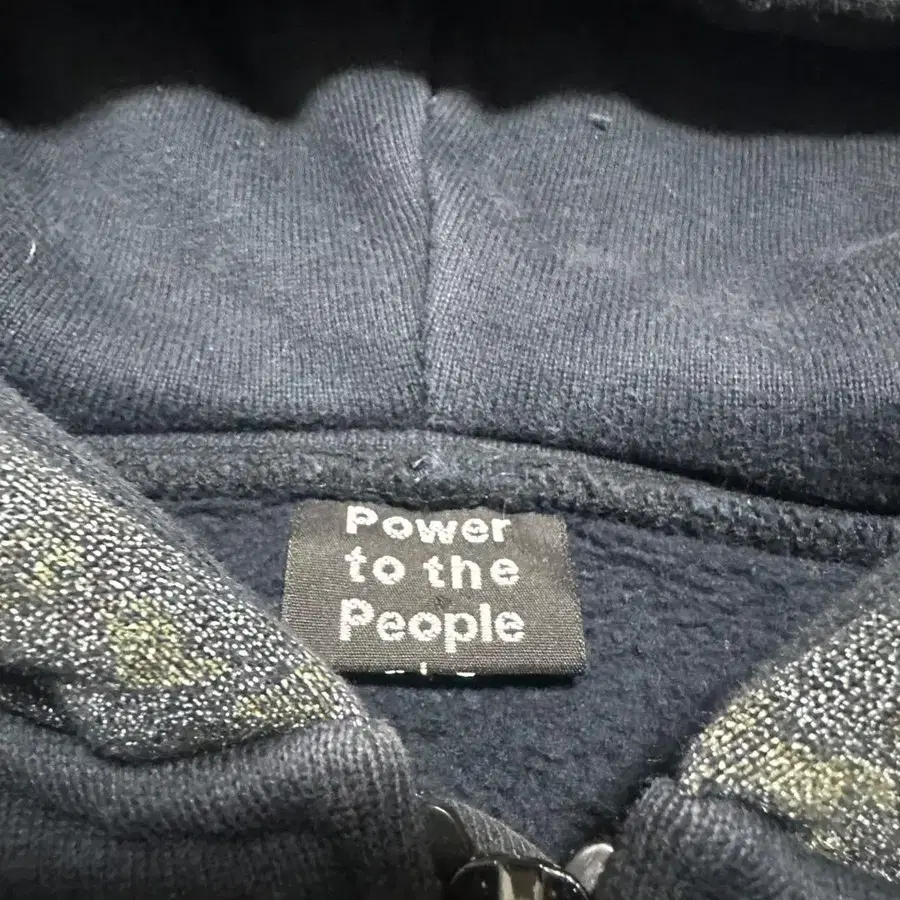 Power
to the
People